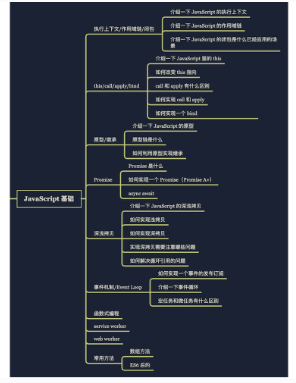 介绍一下 JavaScript 的执行上下文
执行上下文/作用域链/闭包
介绍一下 JavaScript 的作用域链
介绍一下 JavaScript 的闭包是什么已经应用的场景
介绍一下 JavaScript 里的 this
如何改变 this 指向
this/call/apply/bind
call 和 apply 有什么区别
如何实现 call 和 apply
如何实现一个 bind
介绍一下 JavaScript 的原型
原型/继承
原型链是什么
如何利用原型实现继承
Promise 是什么
JavaScript 基础
Promise
如何实现一个 Promise（Promise A+）
async await
介绍一下 JavaScript 的深浅拷贝
如何实现浅拷贝
深浅拷贝
如何实现深拷贝
实现深拷贝需要注意哪些问题
如何解决循环引用的问题
如何实现一个事件的发布订阅
事件机制/Event Loop
介绍一下事件循环
宏任务和微任务有什么区别
函数式编程
service worker
web worker
数组方法
常用方法
ES6